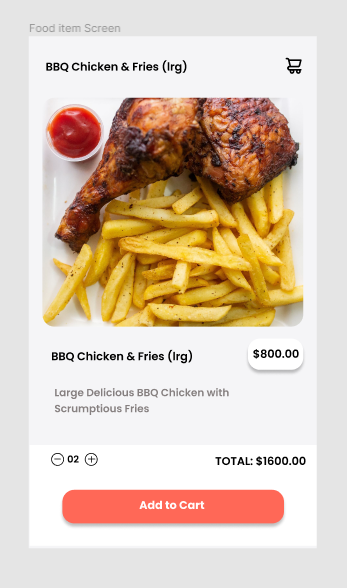 Food item Screen
BBQ Chicken & Fries (lrg)
BBQ Chicken & Fries (lrg)
$800.00
Large Delicious BBQ Chicken with
Scrumptious Fries
02
TOTAL: $1600.00
Add to Cart